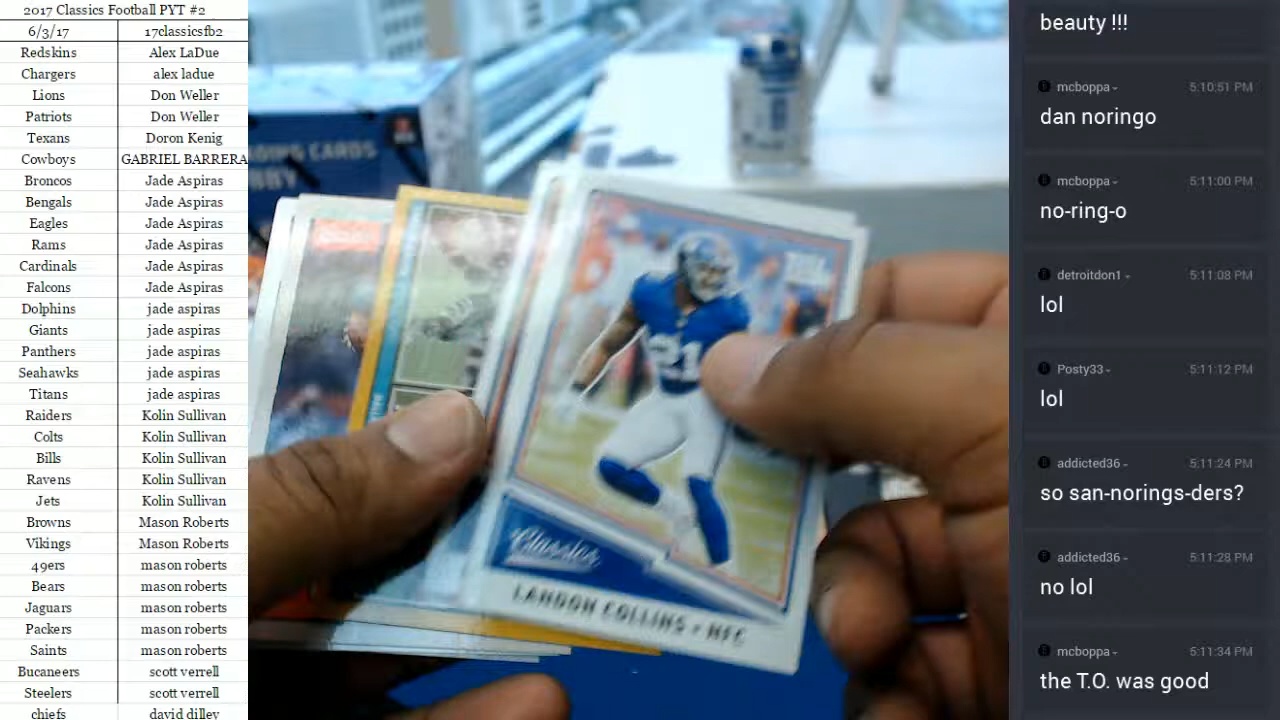 2017 Classics Football PYT #2
6/3/17 17classicsfb2
Redskins Alex LaDue
Chargers alex ladue
Lions Don Weller
Patriots Don Weller
Texans Doron Kenig
Cowboys GABRIEL BARRERA
Broncos Jade Aspiras
Bengals Jade Aspiras
Eagles Jade Aspiras
Rams Jade Aspiras
Cardinals Jade Aspiras
Falcons Jade Aspiras
Dolphins jade aspiras
Giants jade aspiras
Panthers jade aspiras
Seahawks jade aspiras
Titans jade aspiras
Raiders Kolin Sullivan
Colts Kolin Sullivan
Bills Kolin Sullivan
Ravens Kolin Sullivan
Jets Kolin Sullivan
Browns Mason Roberts
Vikings Mason Roberts
49ers mason roberts
Bears mason roberts
Jaguars mason roberts
Packers mason roberts
Saints mason roberts
Bucaneers scott verrell
Steelers scott verrell
chiefs david dilley
CARDS
21
Classics
LANDON COLLINS • NFC
beauty !!!
mcboppa 5:10:51 PM
dan noringo
mcboppa 5:11:00 PM
no-ring-o
detroitdon1 5:11:08 PM
lol
Posty33 5:11:12 PM
lol
addicted36 5:11:24 PM
so san-norings-ders?
addicted36 5:11:28 PM
no lol
mcboppa 5:11:34 PM
the T.O. was good